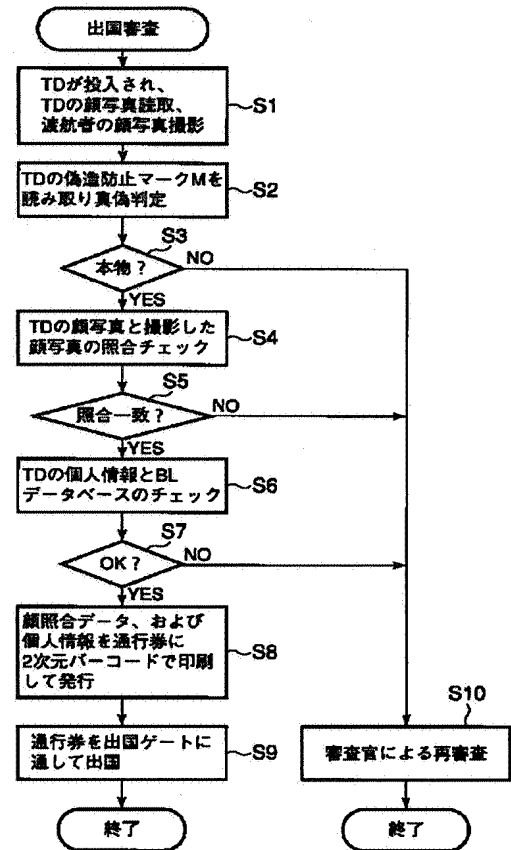 出国審査
TDが投入され、
TDの顔写真読取、
渡航者の顔写真撮影
S1
TDの偽造防止マークMを
読み取り真偽判定
S2
S3
本物？
NO
YES
TDの顔写真と撮影した
顔写真の照合チェック
S4
S5
照合一致？
NO
YES
TDの個人情報とBL
データベースのチェック
S6
S7
OK？
NO
YES
顔照合データ、および
個人情報を通行券に
2次元バーコードで印刷
して発行
S8
通行券を出国ゲートに
通して出国
S9
終了
S10
審査官による再審査
終了